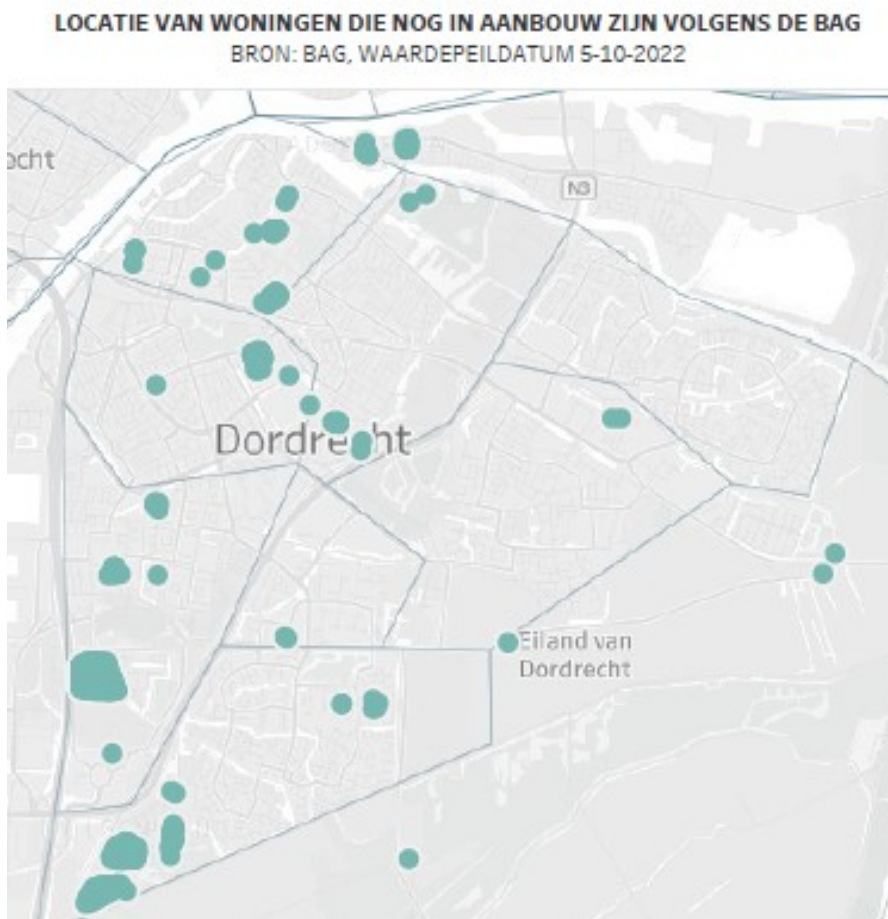 LOCATIE VAN WONINGEN DIE NOG IN AANBOUW ZIJN VOLGENS DE BAG
BRON: BAG, WAARDEPEILDATUM 5-10-2022
ocht
N3
Dordrecht
Eiland van
Dordrecht